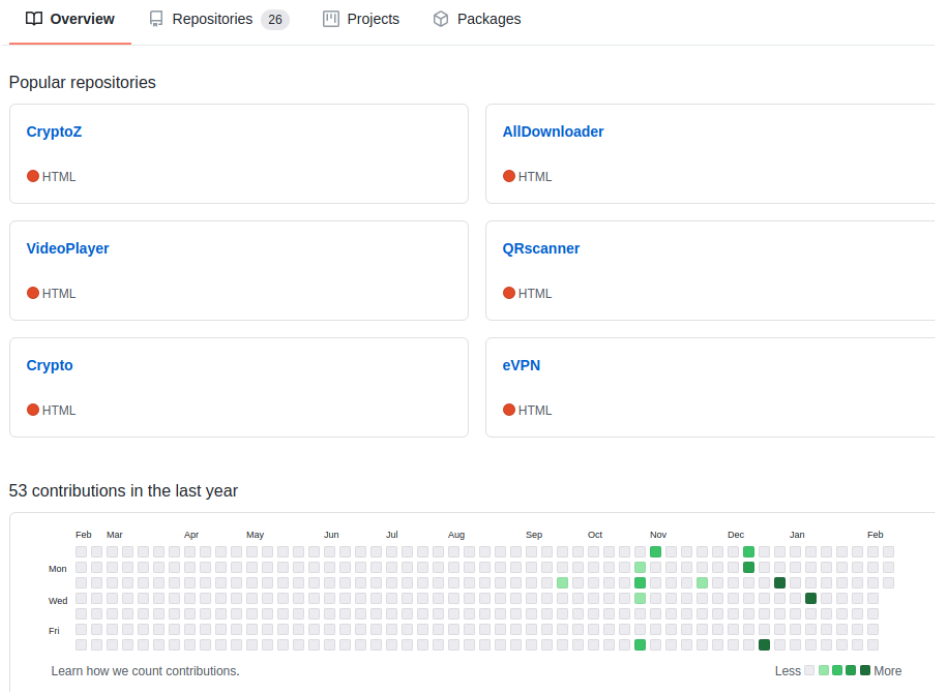 Overview Repositories 26 Projects Packages
Popular repositories
CryptoZ AllDownloader
HTML HTML
VideoPlayer QRscanner
HTML HTML
Crypto eVPN
HTML HTML
53 contributions in the last year
Feb Mar Apr May Jun Jul Aug Sep Oct Nov Dec Jan Feb
Mon
Wed
Fri
Learn how we count contributions. Less More